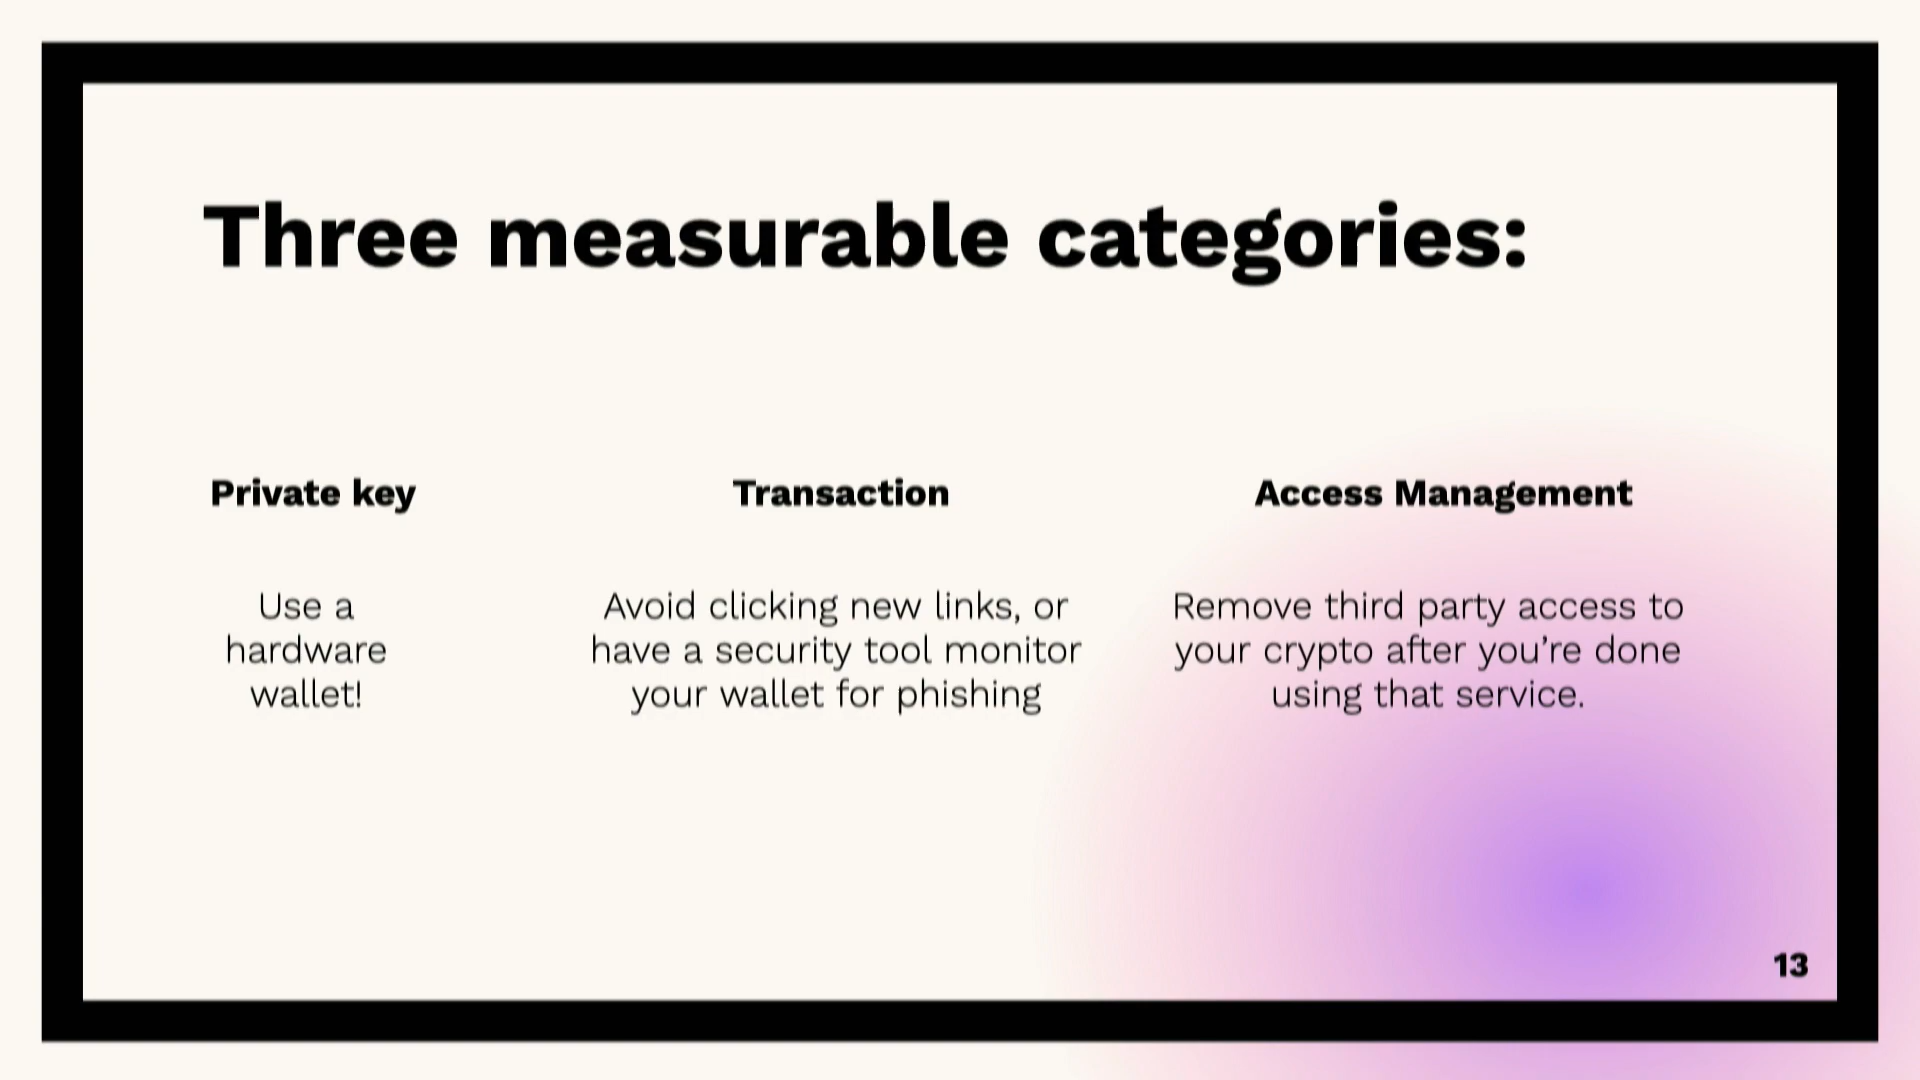 Three measurable categories:
Private key
Use a
hardware
wallet!
Transaction
Avoid clicking new links, or
have a security tool monitor
your wallet for phishing
Access Management
Remove third party access to
your crypto after you’re done
using that service.
13